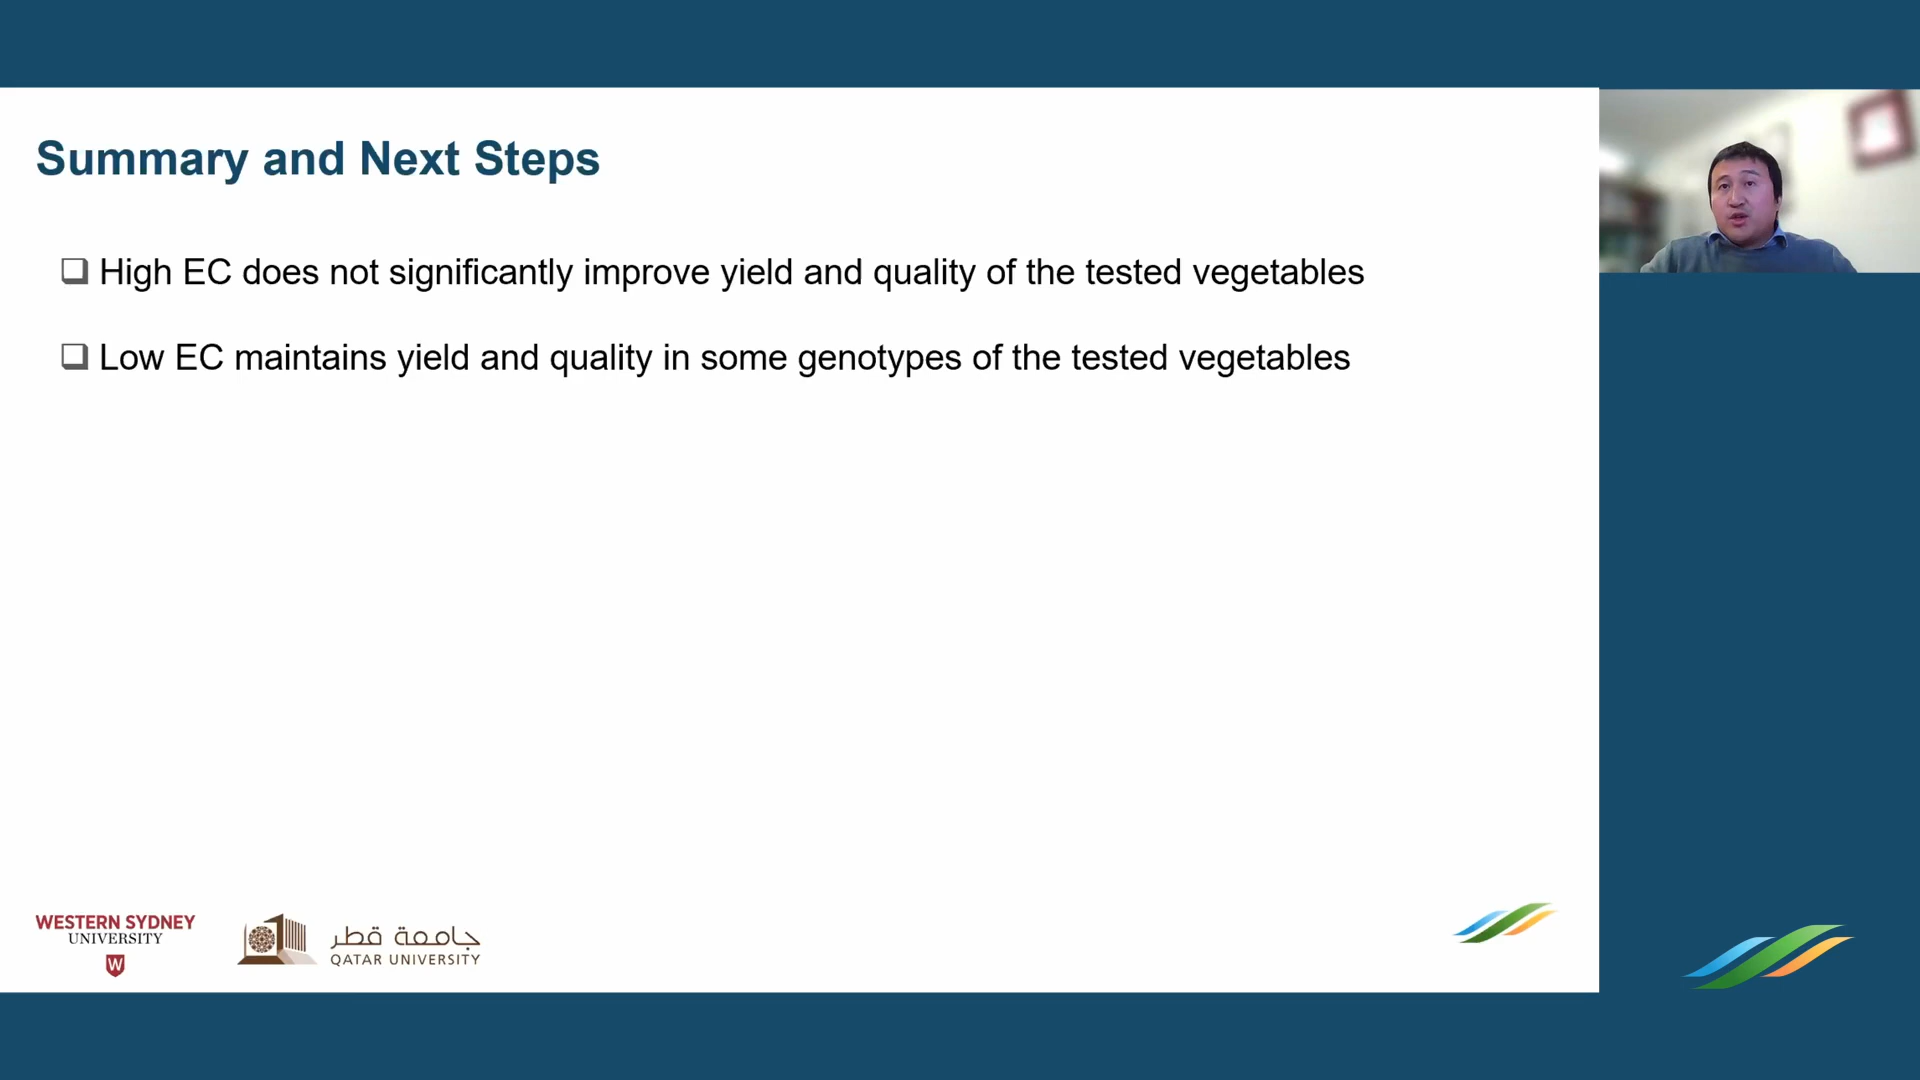 Summary and Next Steps
High EC does not significantly improve yield and quality of the tested vegetables
Low EC maintains yield and quality in some genotypes of the tested vegetables
WESTERN SYDNEY
UNIVERSITY
W
جامعة قطر
QATAR UNIVERSITY